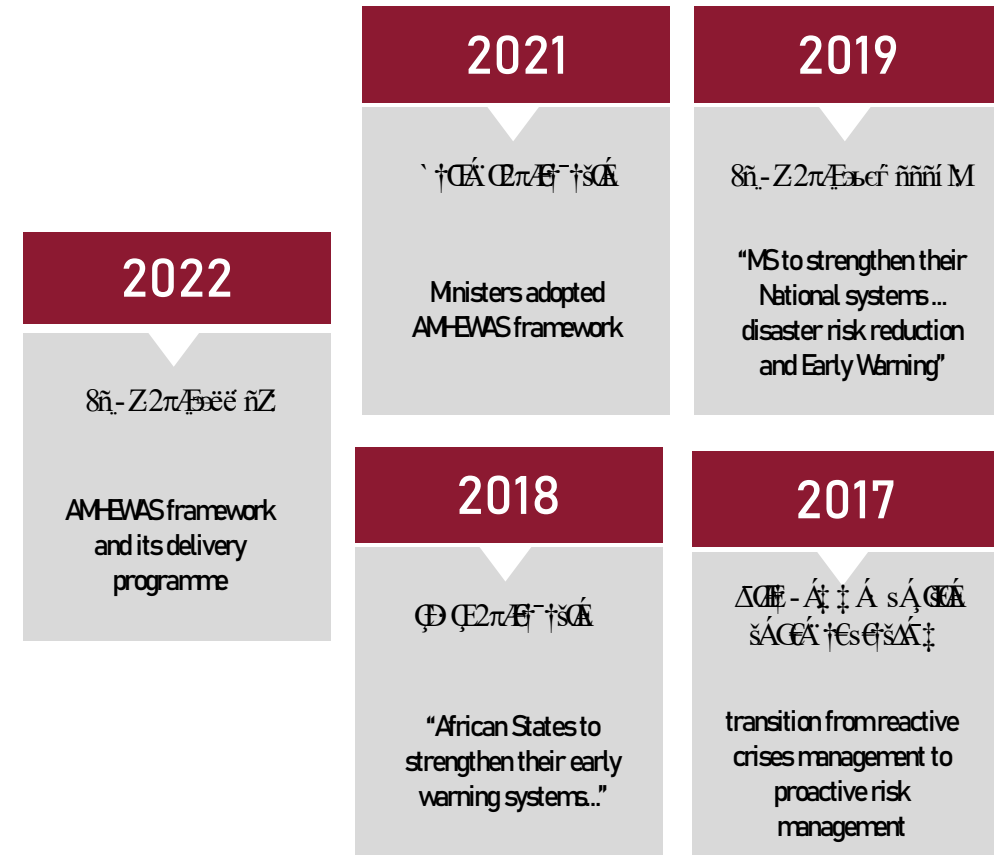 2021
Ministers adopted
AMHEWAS framework
2019
“MS to strengthen their
National systems ...
disaster risk reduction
and Early Warning”
2022
AMHEWAS framework
and its delivery
programme
2018
“African States to
strengthen their early
warning systems...”
2017
transition from reactive
crises management to
proactive risk
management